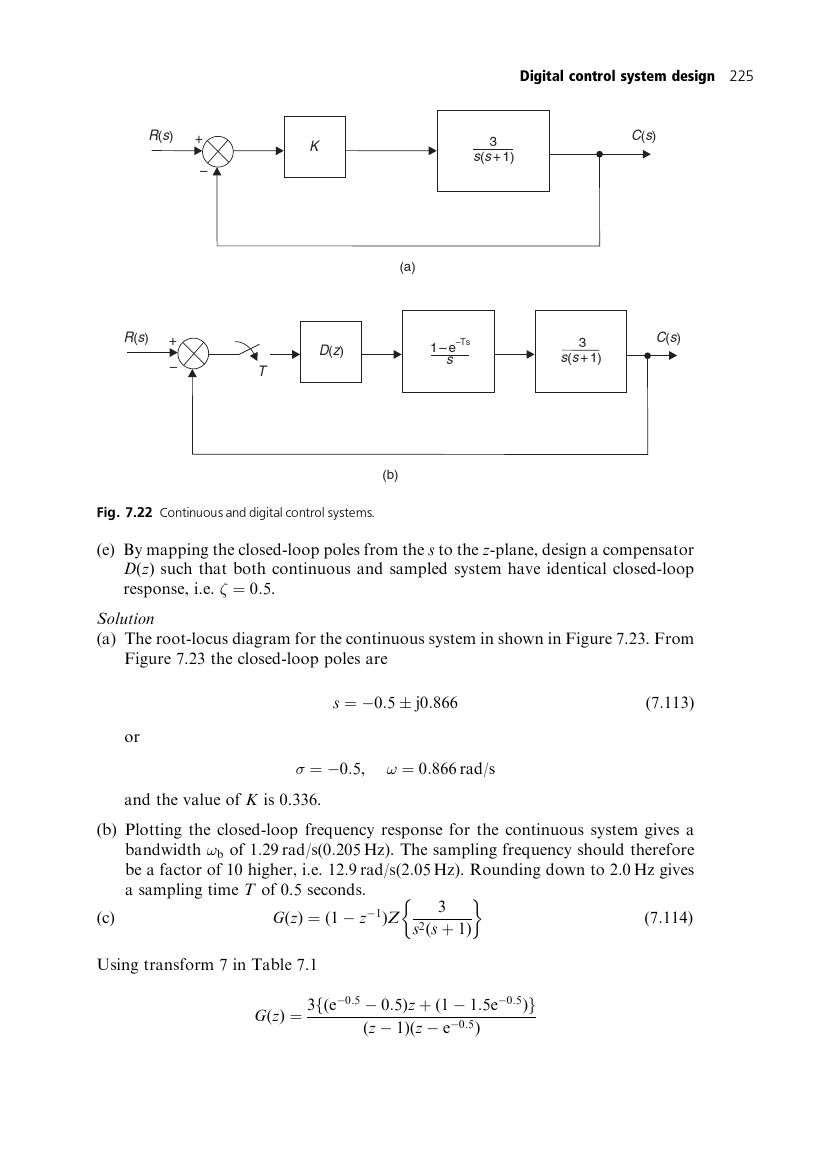 Digital control system design 225
R(s) + − K 3/s(s + 1) C(s)
(a)
R(s) + − T D(z) 1−e^−Ts/s 3/s(s + 1) C(s)
(b)
Fig. 7.22 Continuous and digital control systems.
(e) By mapping the closed-loop poles from the s to the z-plane, design a compensator
D(z) such that both continuous and sampled system have identical closed-loop
response, i.e. ζ = 0.5.
Solution
(a) The root-locus diagram for the continuous system in shown in Figure 7.23. From
Figure 7.23 the closed-loop poles are
s = −0.5 ± j0.866 (7.113)
or
σ = −0.5, ω = 0.866 rad/s
and the value of K is 0.336.
(b) Plotting the closed-loop frequency response for the continuous system gives a
bandwidth ω_b of 1.29 rad/s(0.205 Hz). The sampling frequency should therefore
be a factor of 10 higher, i.e. 12.9 rad/s(2.05 Hz). Rounding down to 2.0 Hz gives
a sampling time T of 0.5 seconds.
(c) G(z) = (1 − z^−1)Z{3/s^2(s + 1)} (7.114)
Using transform 7 in Table 7.1
G(z) = 3{(e^−0.5 − 0.5)z + (1 − 1.5e^−0.5)}/(z − 1)(z − e^−0.5)